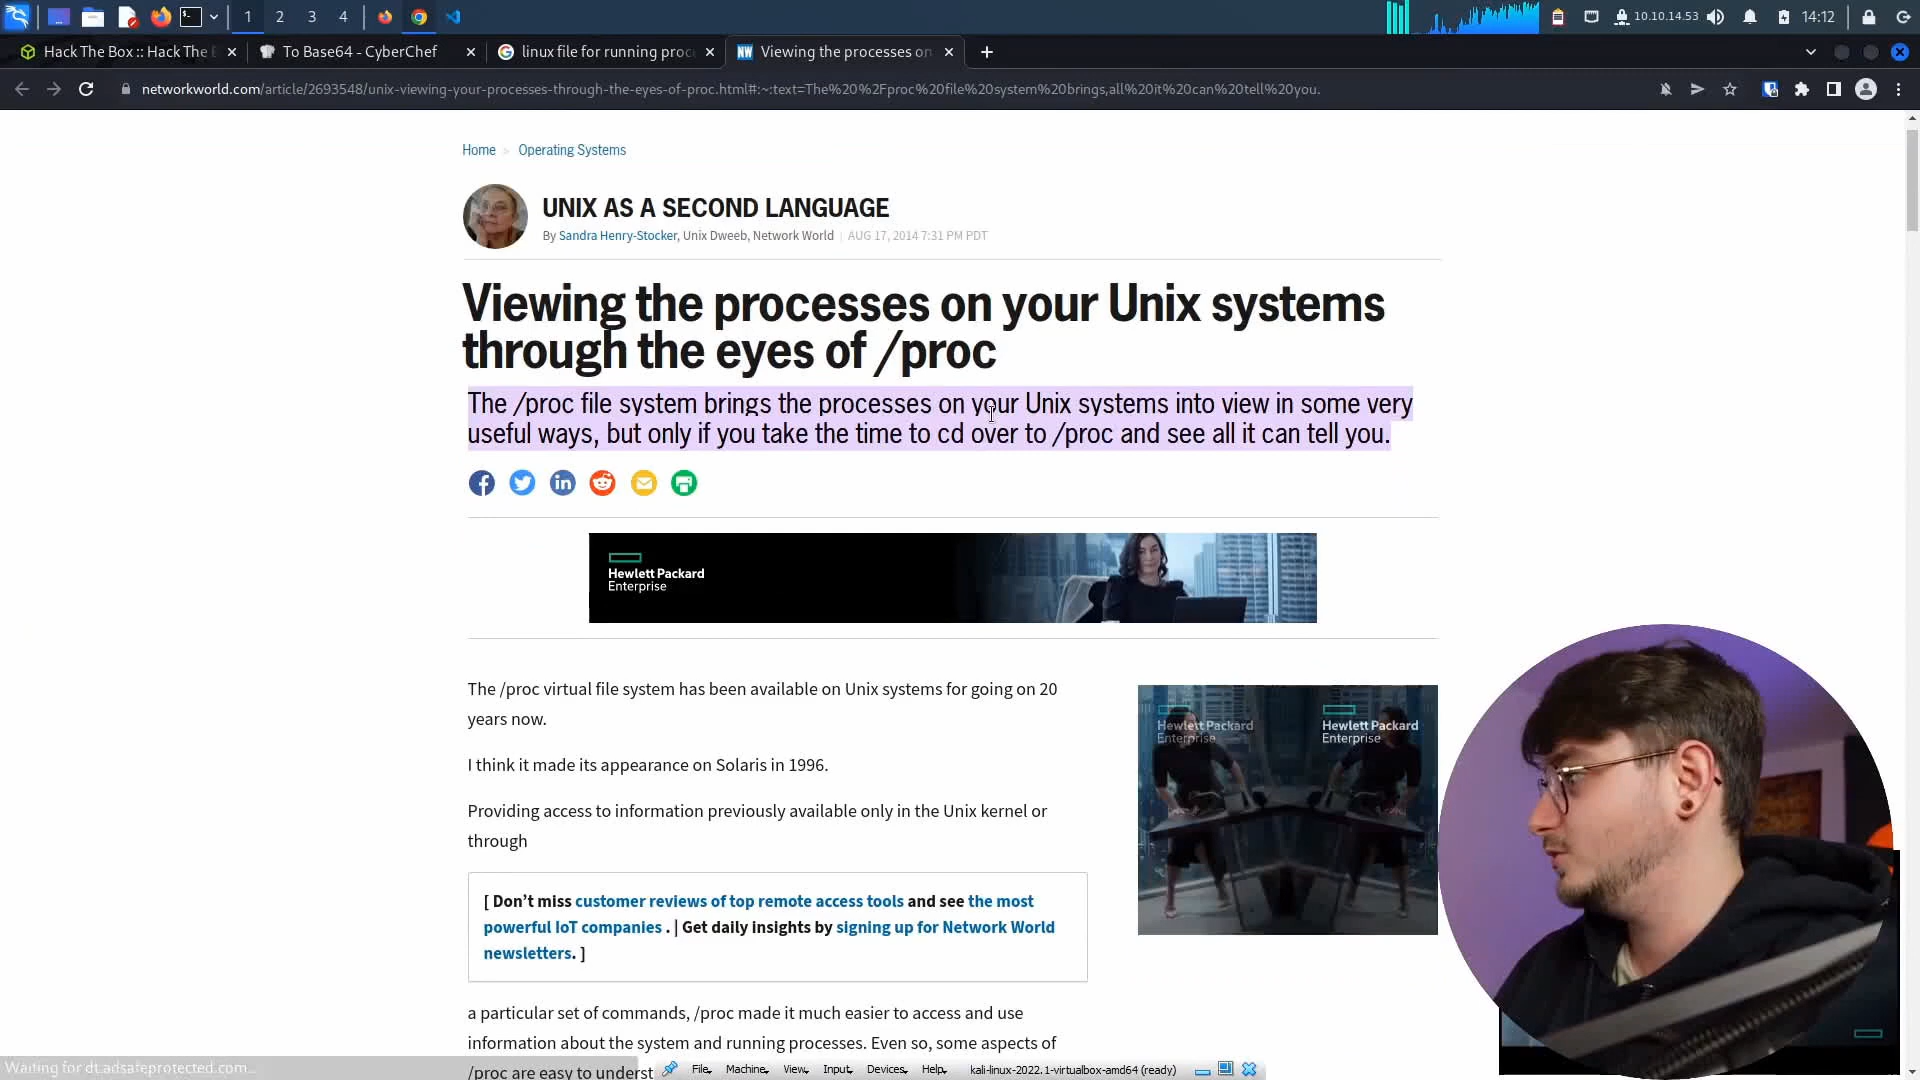 1 2 3 4 10.10.14.53 14:12
Hack The Box :: Hack The To Base64 - CyberChef linux file for running proc NW Viewing the processes on
networkworld.com/article/2693548/unix-viewing-your-processes-through-the-eyes-of-proc.html#:~:text=The%20%2Fproc%20file%20system%20brings,all%20it%20can%20tell%20you.
Home > Operating Systems
UNIX AS A SECOND LANGUAGE
By Sandra Henry-Stocker, Unix Dweeb, Network World | AUG 17, 2014 7:31 PM PDT
Viewing the processes on your Unix systems
through the eyes of /proc
The /proc file system brings the processes on your Unix systems into view in some very
useful ways, but only if you take the time to cd over to /proc and see all it can tell you.
Hewlett Packard
Enterprise
The /proc virtual file system has been available on Unix systems for going on 20
years now.
I think it made its appearance on Solaris in 1996.
Providing access to information previously available only in the Unix kernel or
through
Hewlett Packard Hewlett Packard
Enterprise Enterprise
[ Don't miss customer reviews of top remote access tools and see the most
powerful IoT companies . | Get daily insights by signing up for Network World
newsletters. ]
a particular set of commands, /proc made it much easier to access and use
information about the system and running processes. Even so, some aspects of
/proc are easy to underst
Waiting for dt.adsafeprotected.com...
File Machine View Input Devices Help kali-linux-2022.1-virtualbox-amd64 (ready)